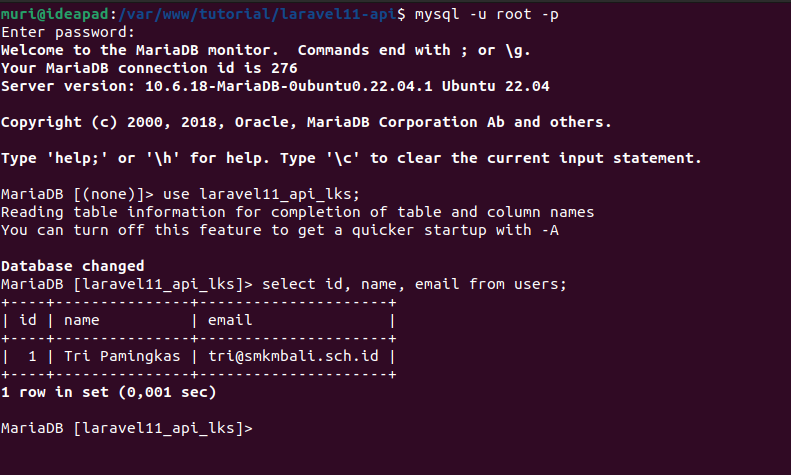 muri@ideapad:/var/www/tutorial/laravel11-api$ mysql -u root -p
Enter password:
Welcome to the MariaDB monitor.  Commands end with ; or \g.
Your MariaDB connection id is 276
Server version: 10.6.18-MariaDB-0ubuntu0.22.04.1 Ubuntu 22.04
Copyright (c) 2000, 2018, Oracle, MariaDB Corporation Ab and others.
Type 'help;' or '\h' for help. Type '\c' to clear the current input statement.
MariaDB [(none)]> use laravel11_api_lks;
Reading table information for completion of table and column names
You can turn off this feature to get a quicker startup with -A
Database changed
MariaDB [laravel11_api_lks]> select id, name, email from users;
+----+---------------+---------------------+
| id | name          | email               |
+----+---------------+---------------------+
|  1 | Tri Pamingkas | tri@smkmbali.sch.id |
+----+---------------+---------------------+
1 row in set (0,001 sec)
MariaDB [laravel11_api_lks]>